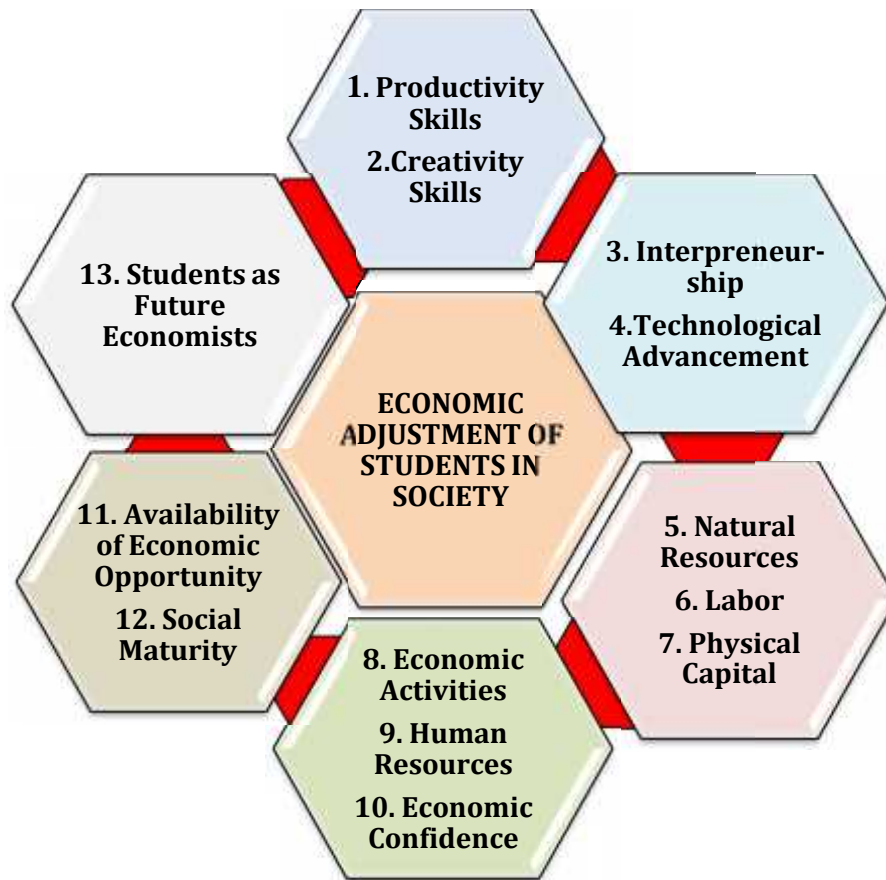 1. Productivity
Skills
2.Creativity
Skills
3. Interpreneur-
ship
4.Technological
Advancement
5. Natural
Resources
6. Labor
7. Physical
Capital
8. Economic
Activities
9. Human
Resources
10. Economic
Confidence
11. Availability
of Economic
Opportunity
12. Social
Maturity
13. Students as
Future
Economists
ECONOMIC
ADJUSTMENT OF
STUDENTS IN
SOCIETY